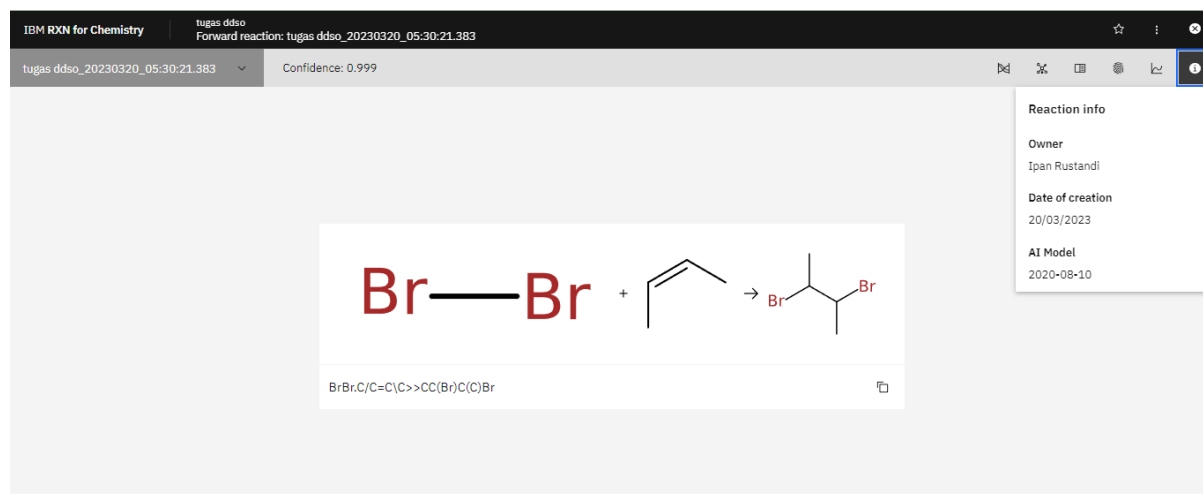 IBM RXN for Chemistry
tugas ddso
Forward reaction: tugas ddso_20230320_05:30:21.383
tugas ddso_20230320_05:30:21.383
Confidence: 0.999
Reaction info
Owner
Ipan Rustandi
Date of creation
20/03/2023
AI Model
2020-08-10
Br Br + → Br Br
BrBr.C/C=C\C>>CC(Br)C(C)Br